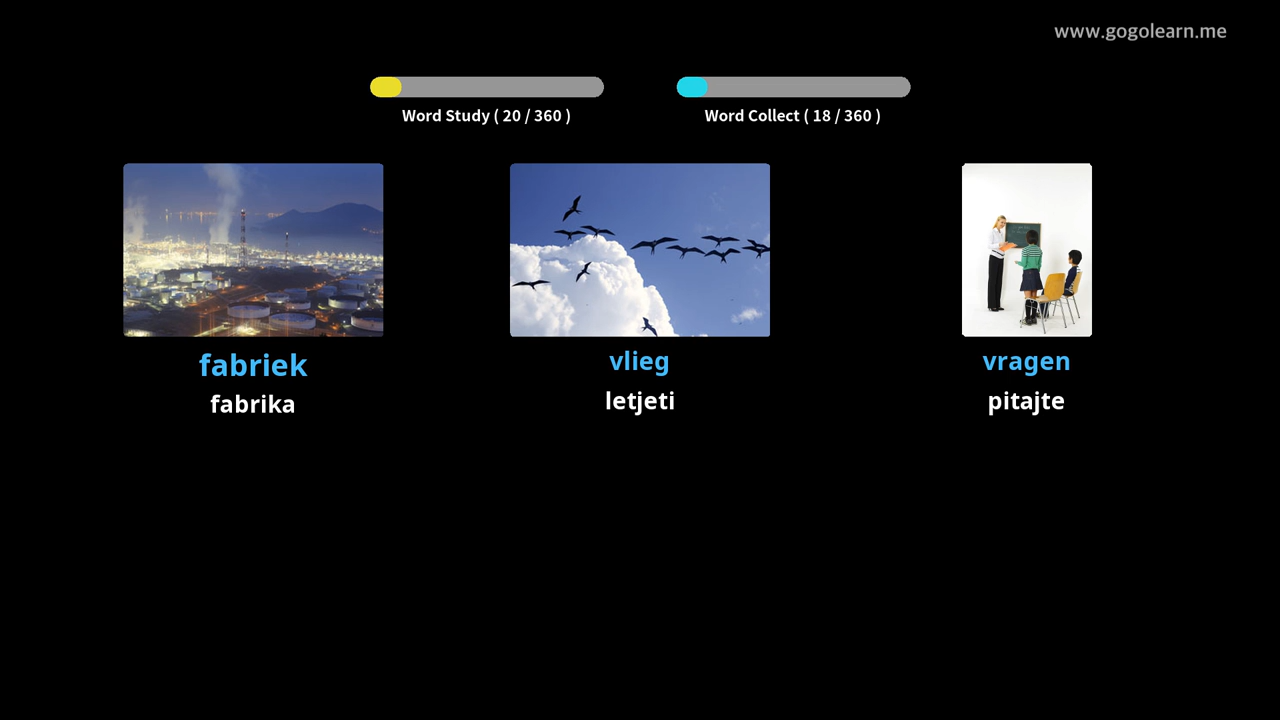 www.gogolearn.me
Word Study ( 20 / 360 )
Word Collect ( 18 / 360 )
fabriek
fabrika
vlieg
letjeti
vragen
pitajte